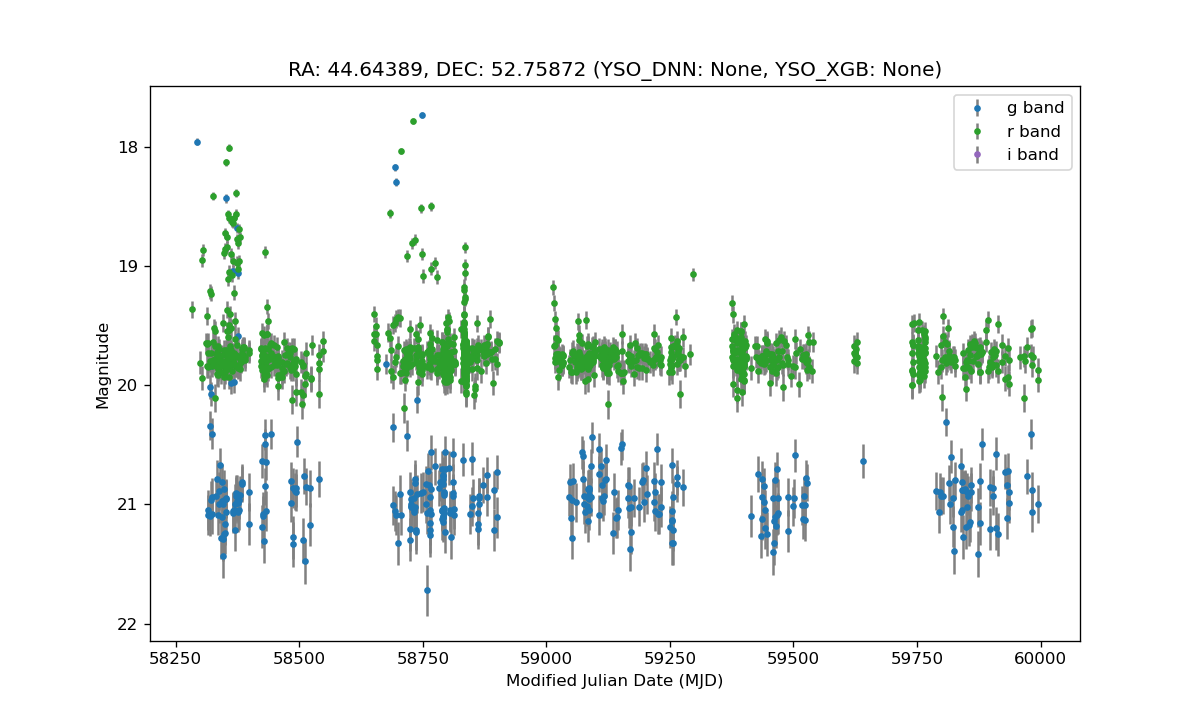 RA: 44.64389, DEC: 52.75872 (YSO_DNN: None, YSO_XGB: None)
g band
r band
i band
18
19
20
21
22
Magnitude
58250 58500 58750 59000 59250 59500 59750 60000
Modified Julian Date (MJD)